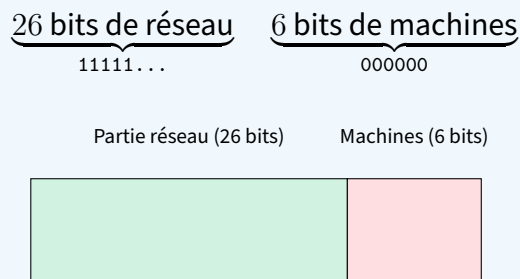 26 bits de réseau 6 bits de machines
11111... 000000
Partie réseau (26 bits) Machines (6 bits)